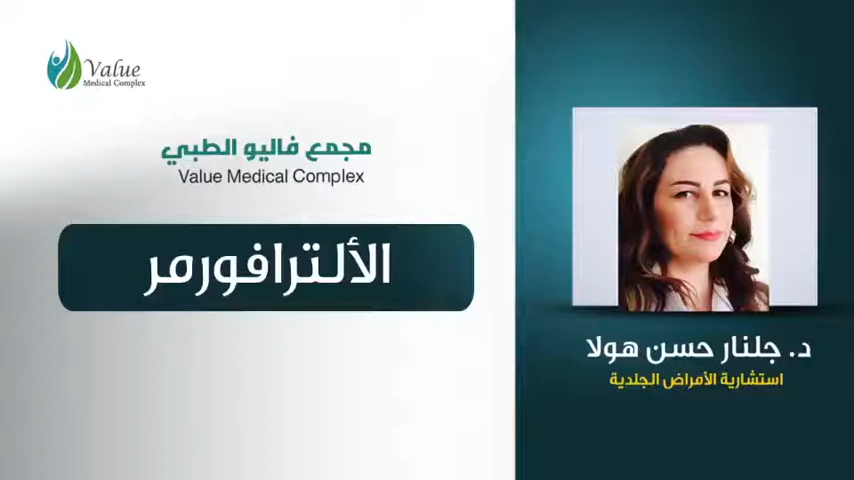 Value
Medical Complex
مجمع فاليو الطبي
Value Medical Complex
الألترافورمر
د. جلنار حسن هولا
استشارية الأمراض الجلدية